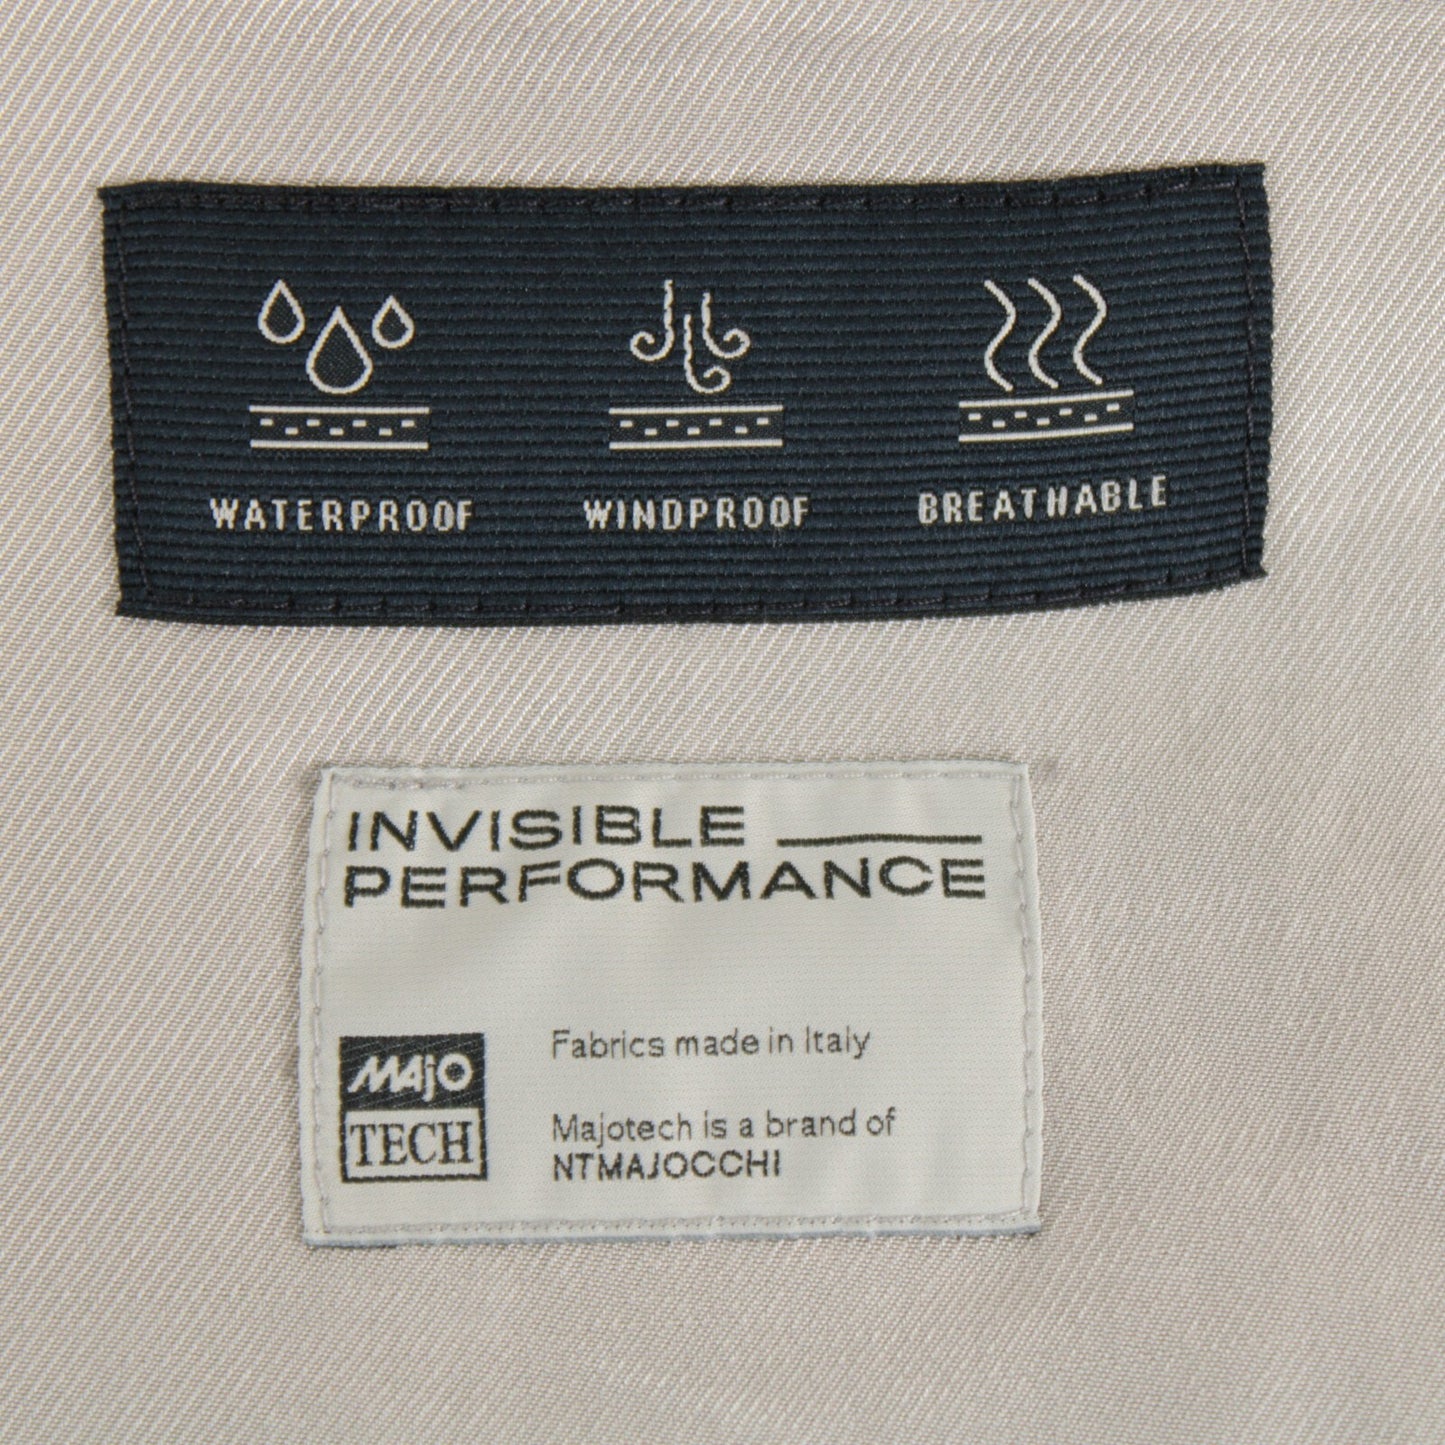 WATERPROOF WINDPROOF BREATHABLE
INVISIBLE
PERFORMANCE
MAjO
TECH
Fabrics made in Italy
Majotech is a brand of
NTMAJOCCHI